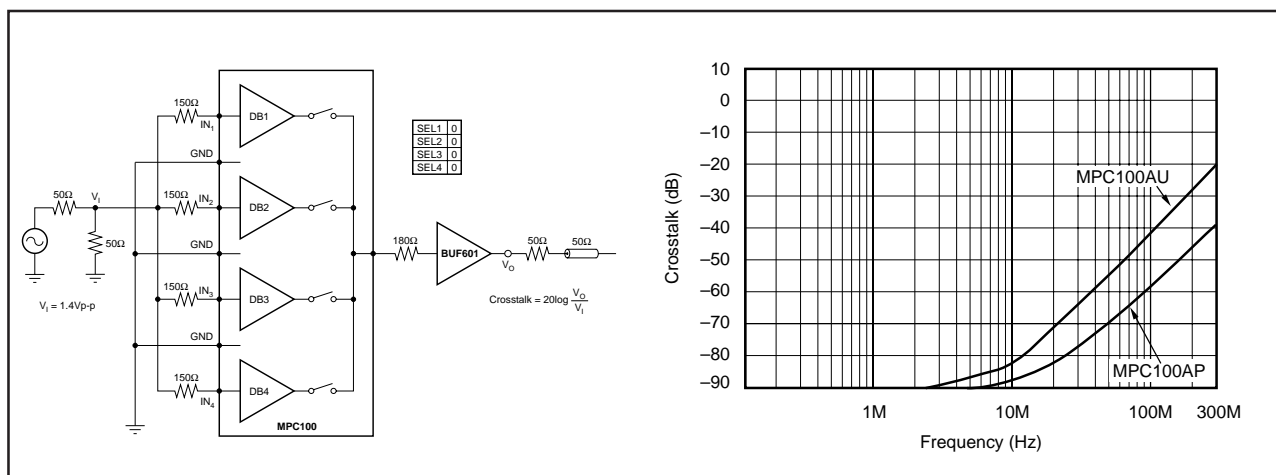 150Ω
IN1
DB1
GND
50Ω
VI
150Ω
IN2
DB2
50Ω
GND
VI = 1.4Vp-p
150Ω
IN3
DB3
GND
150Ω
IN4
DB4
MPC100
SEL1 0
SEL2 0
SEL3 0
SEL4 0
180Ω
BUF601
VO
50Ω
50Ω
Crosstalk = 20log VO
VI
Crosstalk (dB)
10
0
–10
–20
–30
–40
–50
–60
–70
–80
–90
MPC100AU
MPC100AP
1M
10M
100M
300M
Frequency (Hz)